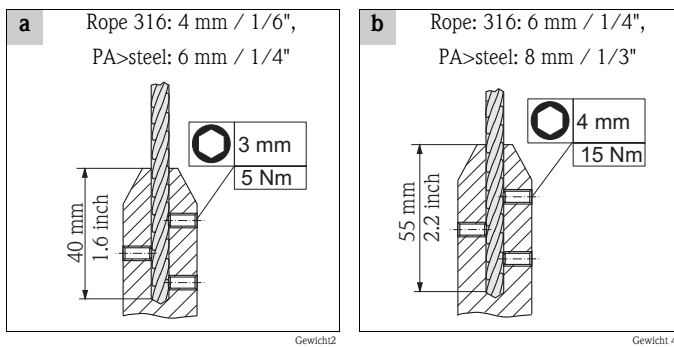 a
Rope 316: 4 mm / 1/6",
PA>steel: 6 mm / 1/4"
3 mm
5 Nm
40 mm
1.6 inch
Gewicht2
b
Rope: 316: 6 mm / 1/4",
PA>steel: 8 mm / 1/3"
4 mm
15 Nm
55 mm
2.2 inch
Gewicht 4